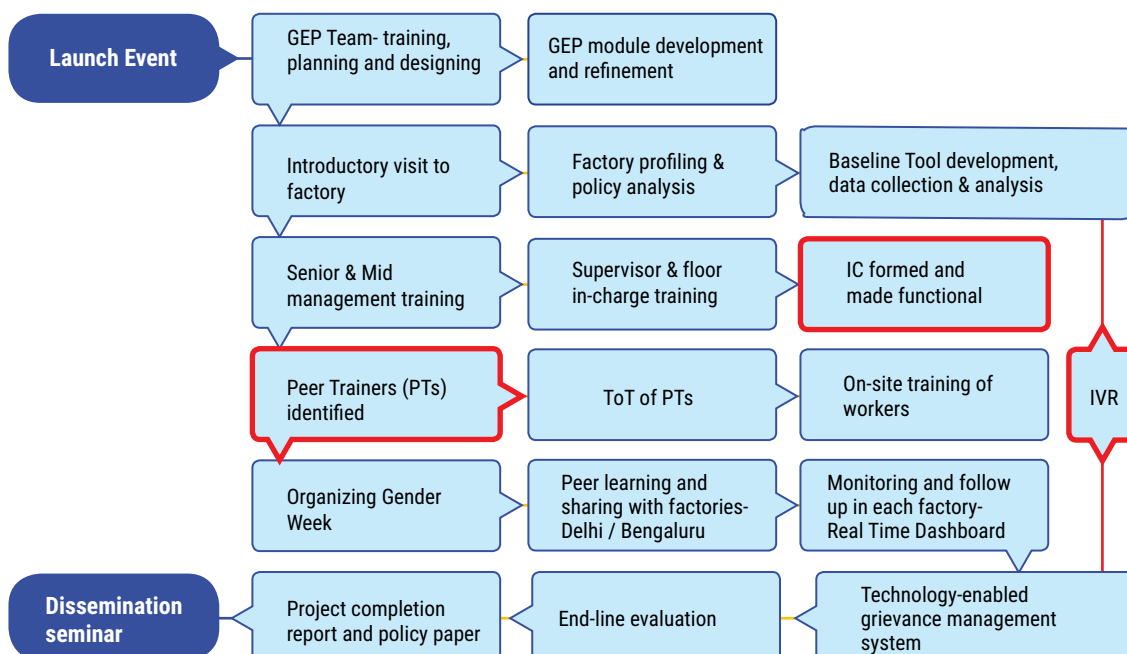 Launch Event
GEP Team- training,
planning and designing
GEP module development
and refinement
Introductory visit to
factory
Factory profiling &
policy analysis
Baseline Tool development,
data collection & analysis
Senior & Mid
management training
Supervisor & floor
in-charge training
IC formed and
made functional
Peer Trainers (PTs)
identified
ToT of PTs
On-site training of
workers
IVR
Organizing Gender
Week
Peer learning and
sharing with factories-
Delhi / Bengaluru
Monitoring and follow
up in each factory-
Real Time Dashboard
Dissemination
seminar
Project completion
report and policy paper
End-line evaluation
Technology-enabled
grievance management
system